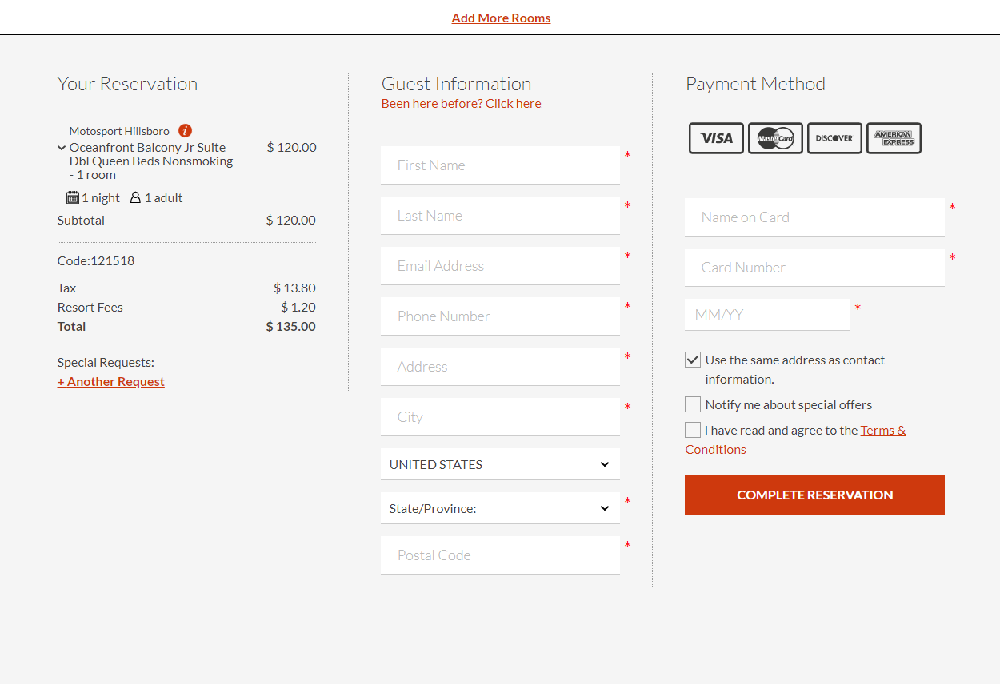 Add More Rooms
Your Reservation
Motosport Hillsboro i
Oceanfront Balcony Jr Suite $ 120.00
Dbl Queen Beds Nonsmoking
- 1 room
1 night 1 adult
Subtotal $ 120.00
Code:121518
Tax $ 13.80
Resort Fees $ 1.20
Total $ 135.00
Special Requests:
+ Another Request
Guest Information
Been here before? Click here
First Name *
Last Name *
Email Address *
Phone Number *
Address *
City *
UNITED STATES
State/Province: *
Postal Code *
Payment Method
VISA MasterCard DISCOVER AMERICAN EXPRESS
Name on Card *
Card Number *
MM/YY *
Use the same address as contact
information.
Notify me about special offers
I have read and agree to the Terms &
Conditions
COMPLETE RESERVATION